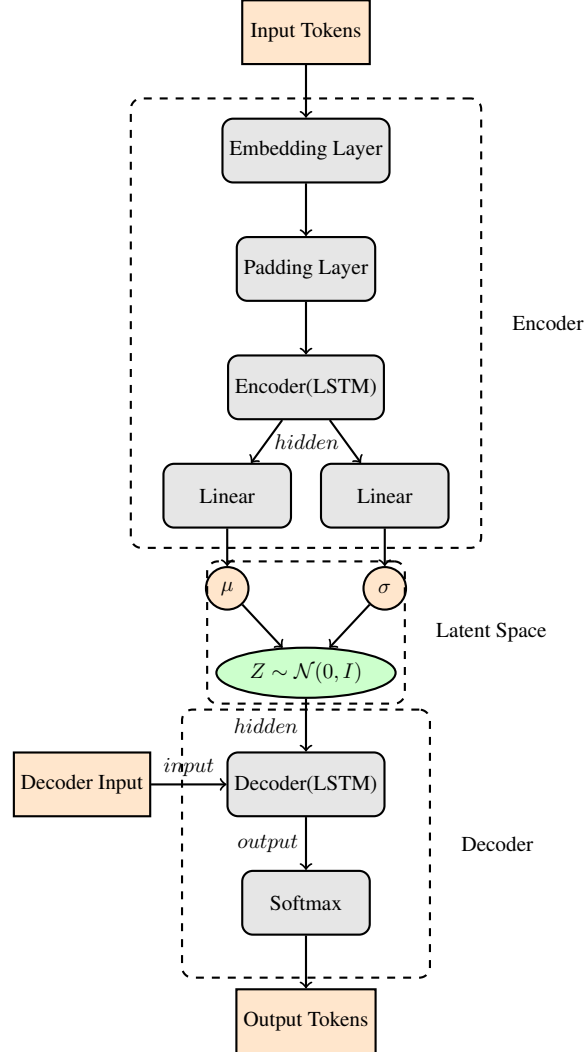 Input Tokens
Embedding Layer
Padding Layer
Encoder
Encoder(LSTM)
hidden
Linear
Linear
μ
σ
Latent Space
Z ∼ 𝒩(0, I)
hidden
input
Decoder Input
Decoder(LSTM)
output
Decoder
Softmax
Output Tokens